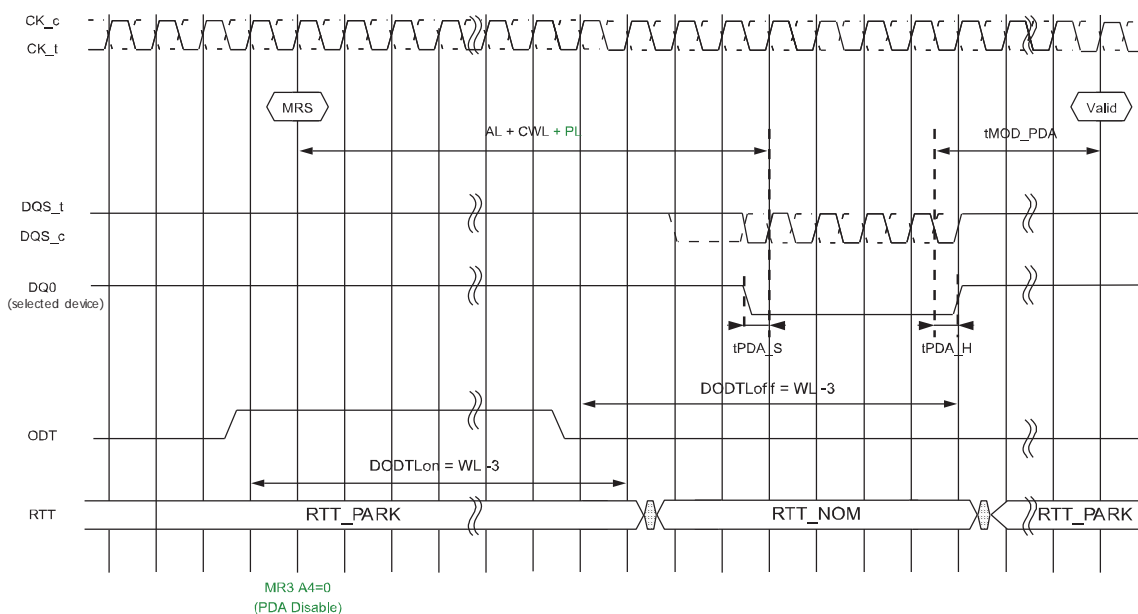 CK_c
CK_t
MRS
Valid
AL + CWL + PL
tMOD_PDA
DQS_t
DQS_c
DQ0
(selected device)
tPDA_S
tPDA_H
DODTLoff = WL -3
ODT
DODTLon = WL -3
RTT
RTT_PARK
RTT_NOM
RTT_PARK
MR3 A4=0
(PDA Disable)